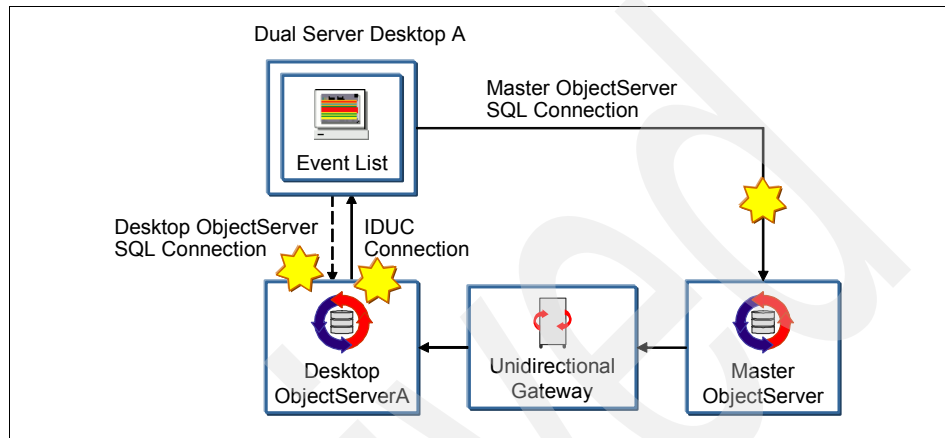 Dual Server Desktop A
Master ObjectServer
SQL Connection
Event List
Desktop ObjectServer
SQL Connection
IDUC
Connection
Desktop
ObjectServerA
Unidirectional
Gateway
Master
ObjectServer